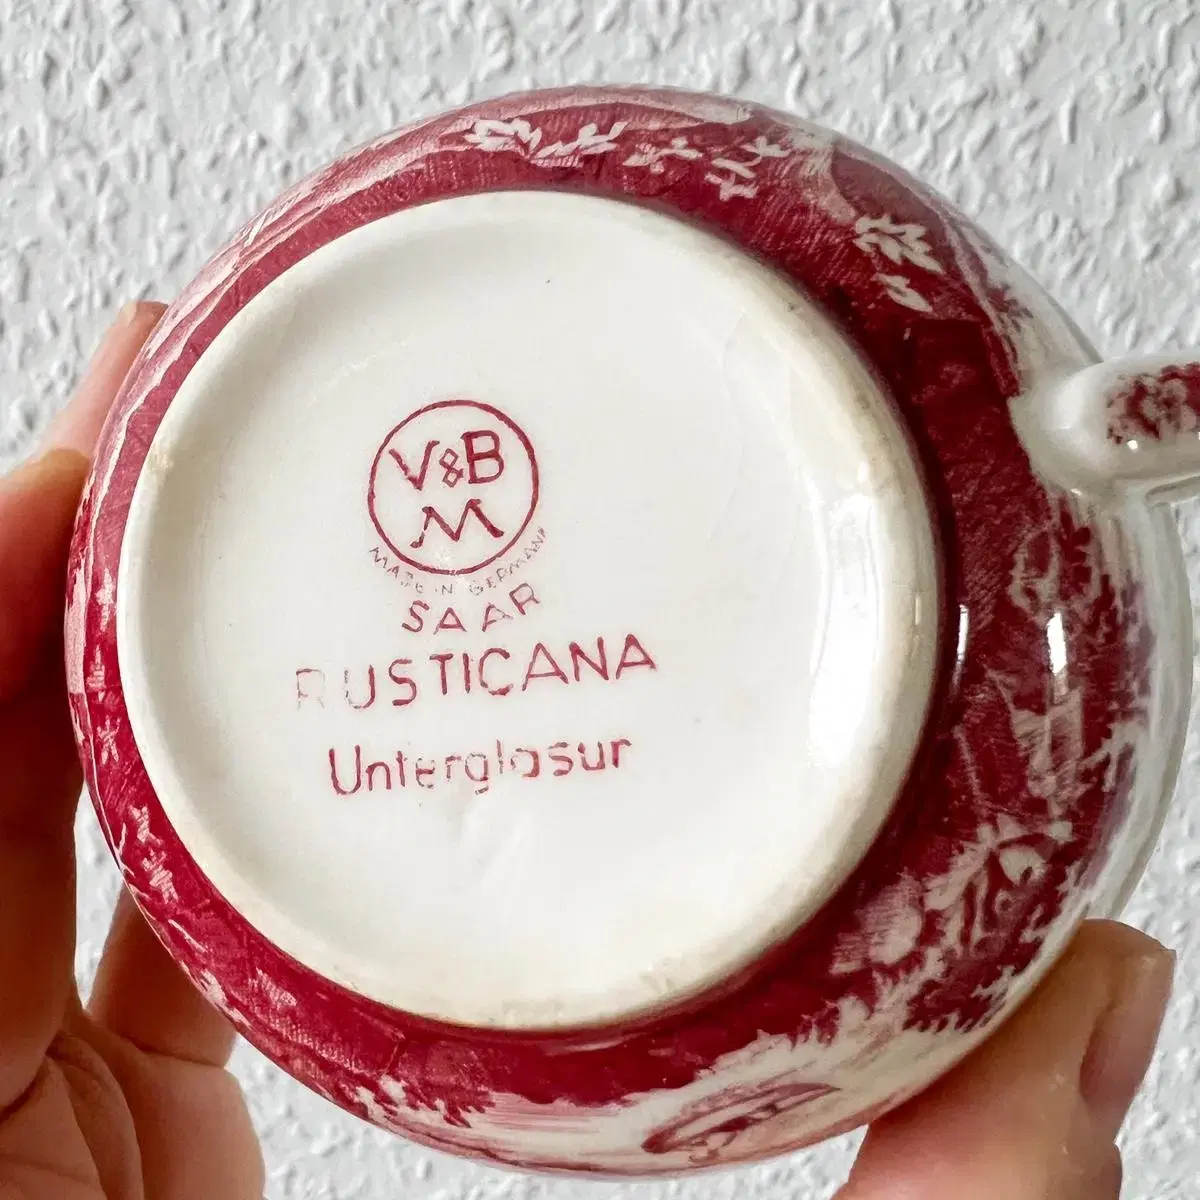 V&B
M
MADE IN GERMANY
SAAR
RUSTICANA
Unterglasur